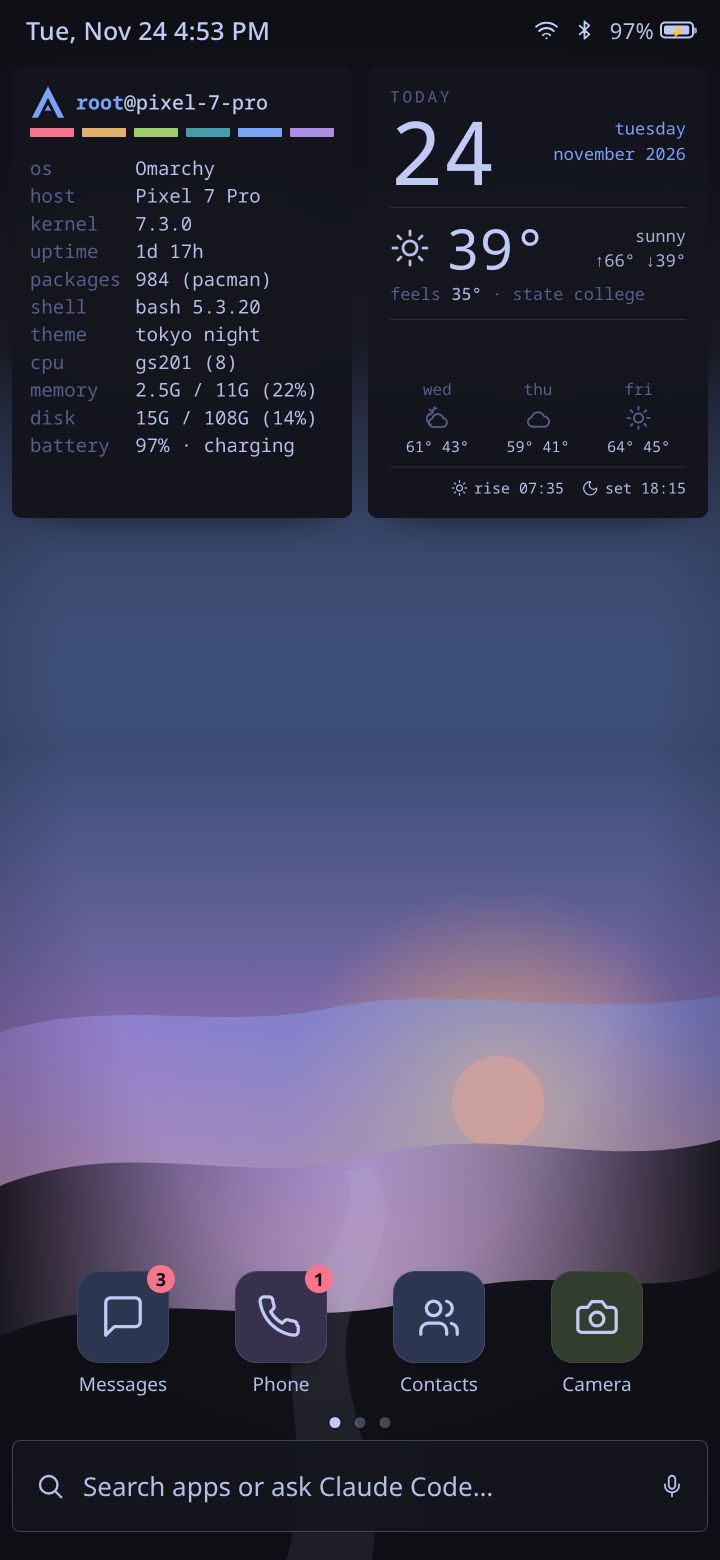 Tue, Nov 24 4:53 PM 97%
root@pixel-7-pro
os Omarchy
host Pixel 7 Pro
kernel 7.3.0
uptime 1d 17h
packages 984 (pacman)
shell bash 5.3.20
theme tokyo night
cpu gs201 (8)
memory 2.5G / 11G (22%)
disk 15G / 108G (14%)
battery 97% · charging
TODAY
24
tuesday
november 2026
39°
sunny
↑66° ↓39°
feels 35° · state college
wed thu fri
61° 43° 59° 41° 64° 45°
rise 07:35 set 18:15
3 1
Messages Phone Contacts Camera
Search apps or ask Claude Code...